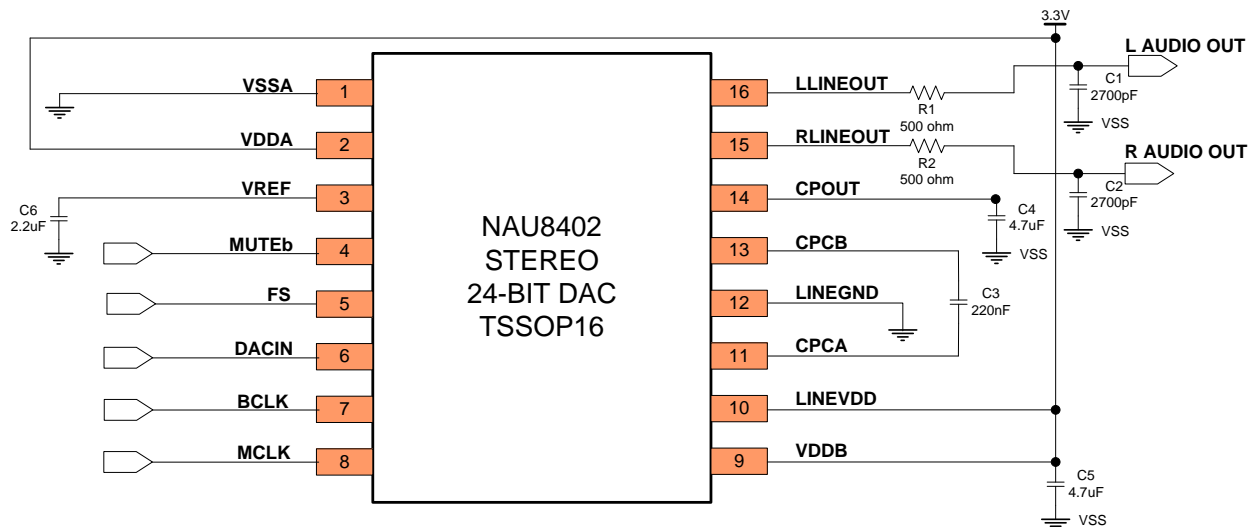 3.3V
L AUDIO OUT
C1
2700pF
VSS
VSSA
1
16
LLINEOUT
R1
500 ohm
VDDA
2
15
RLINEOUT
R2
500 ohm
R AUDIO OUT
C2
2700pF
VSS
VREF
3
14
CPOUT
C4
4.7uF
VSS
C6
2.2uF
NAU8402
STEREO
24-BIT DAC
TSSOP16
MUTEb
4
13
CPCB
FS
5
12
LINEGND
C3
220nF
DACIN
6
11
CPCA
BCLK
7
10
LINEVDD
MCLK
8
9
VDDB
C5
4.7uF
VSS